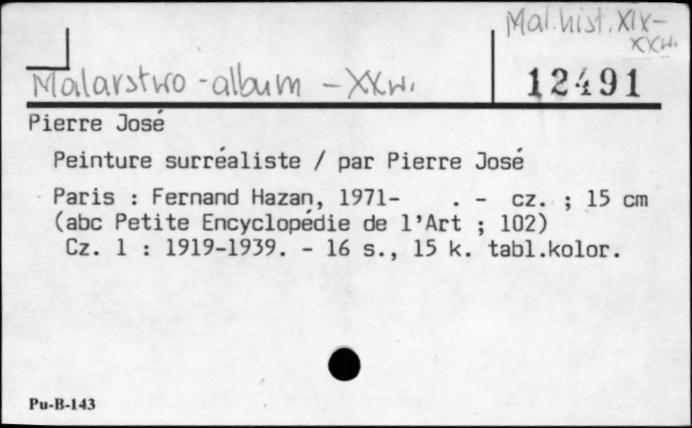 Mal.hist.XIX-
XXw.
Malarstwo - album - XXw.
12491
Pierre José
Peinture surréaliste / par Pierre José
Paris : Fernand Hazan, 1971- . - cz. ; 15 cm
(abc Petite Encyclopédie de l'Art ; 102)
Cz. 1 : 1919-1939. - 16 s., 15 k. tabl.kolor.
Pu-B-143